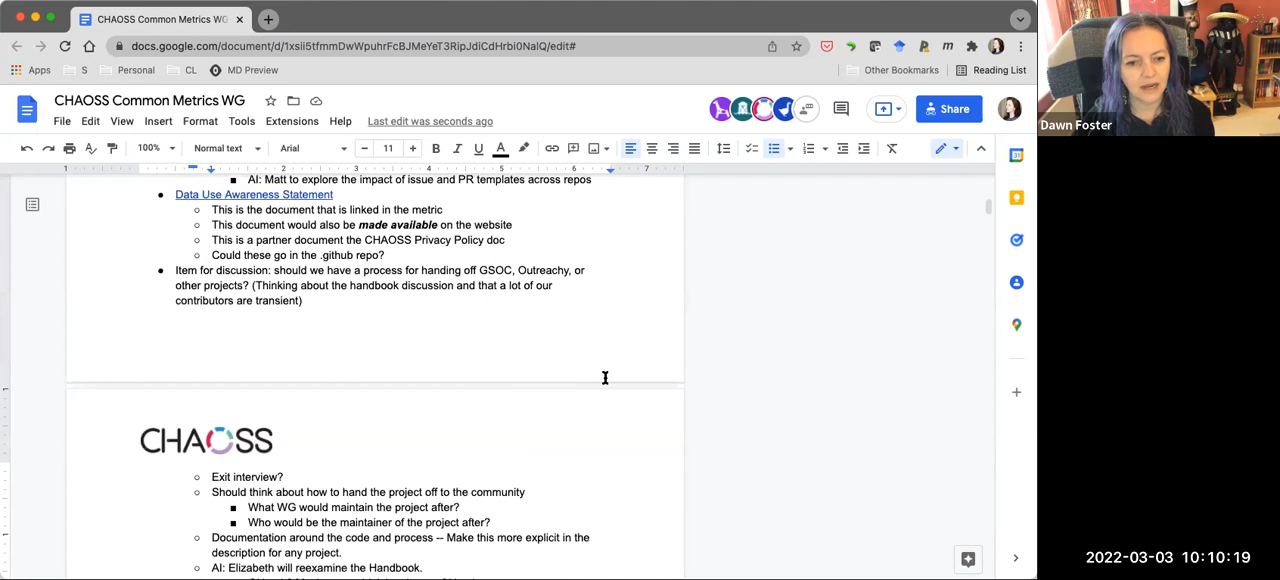 CHAOSS Common Metrics WG
docs.google.com/document/d/1xsii5tfmmDwWpuhrFcBJMeYeT3RipJdiCdHrbi0NalQ/edit#
Apps
S
Personal
CL
MD Preview
Other Bookmarks
Reading List
CHAOSS Common Metrics WG
File Edit View Insert Format Tools Extensions Help Last edit was seconds ago
Share
100% Normal text Arial 11
1 1 2 3 4 5 6 7
AI: Matt to explore the impact of issue and PR templates across repos
Data Use Awareness Statement
This is the document that is linked in the metric
This document would also be made available on the website
This is a partner document the CHAOSS Privacy Policy doc
Could these go in the .github repo?
Item for discussion: should we have a process for handing off GSOC, Outreachy, or
other projects? (Thinking about the handbook discussion and that a lot of our
contributors are transient)
CHAOSS
Exit interview?
Should think about how to hand the project off to the community
What WG would maintain the project after?
Who would be the maintainer of the project after?
Documentation around the code and process -- Make this more explicit in the
description for any project.
AI: Elizabeth will reexamine the Handbook.
Dawn Foster
2022-03-03 10:10:19